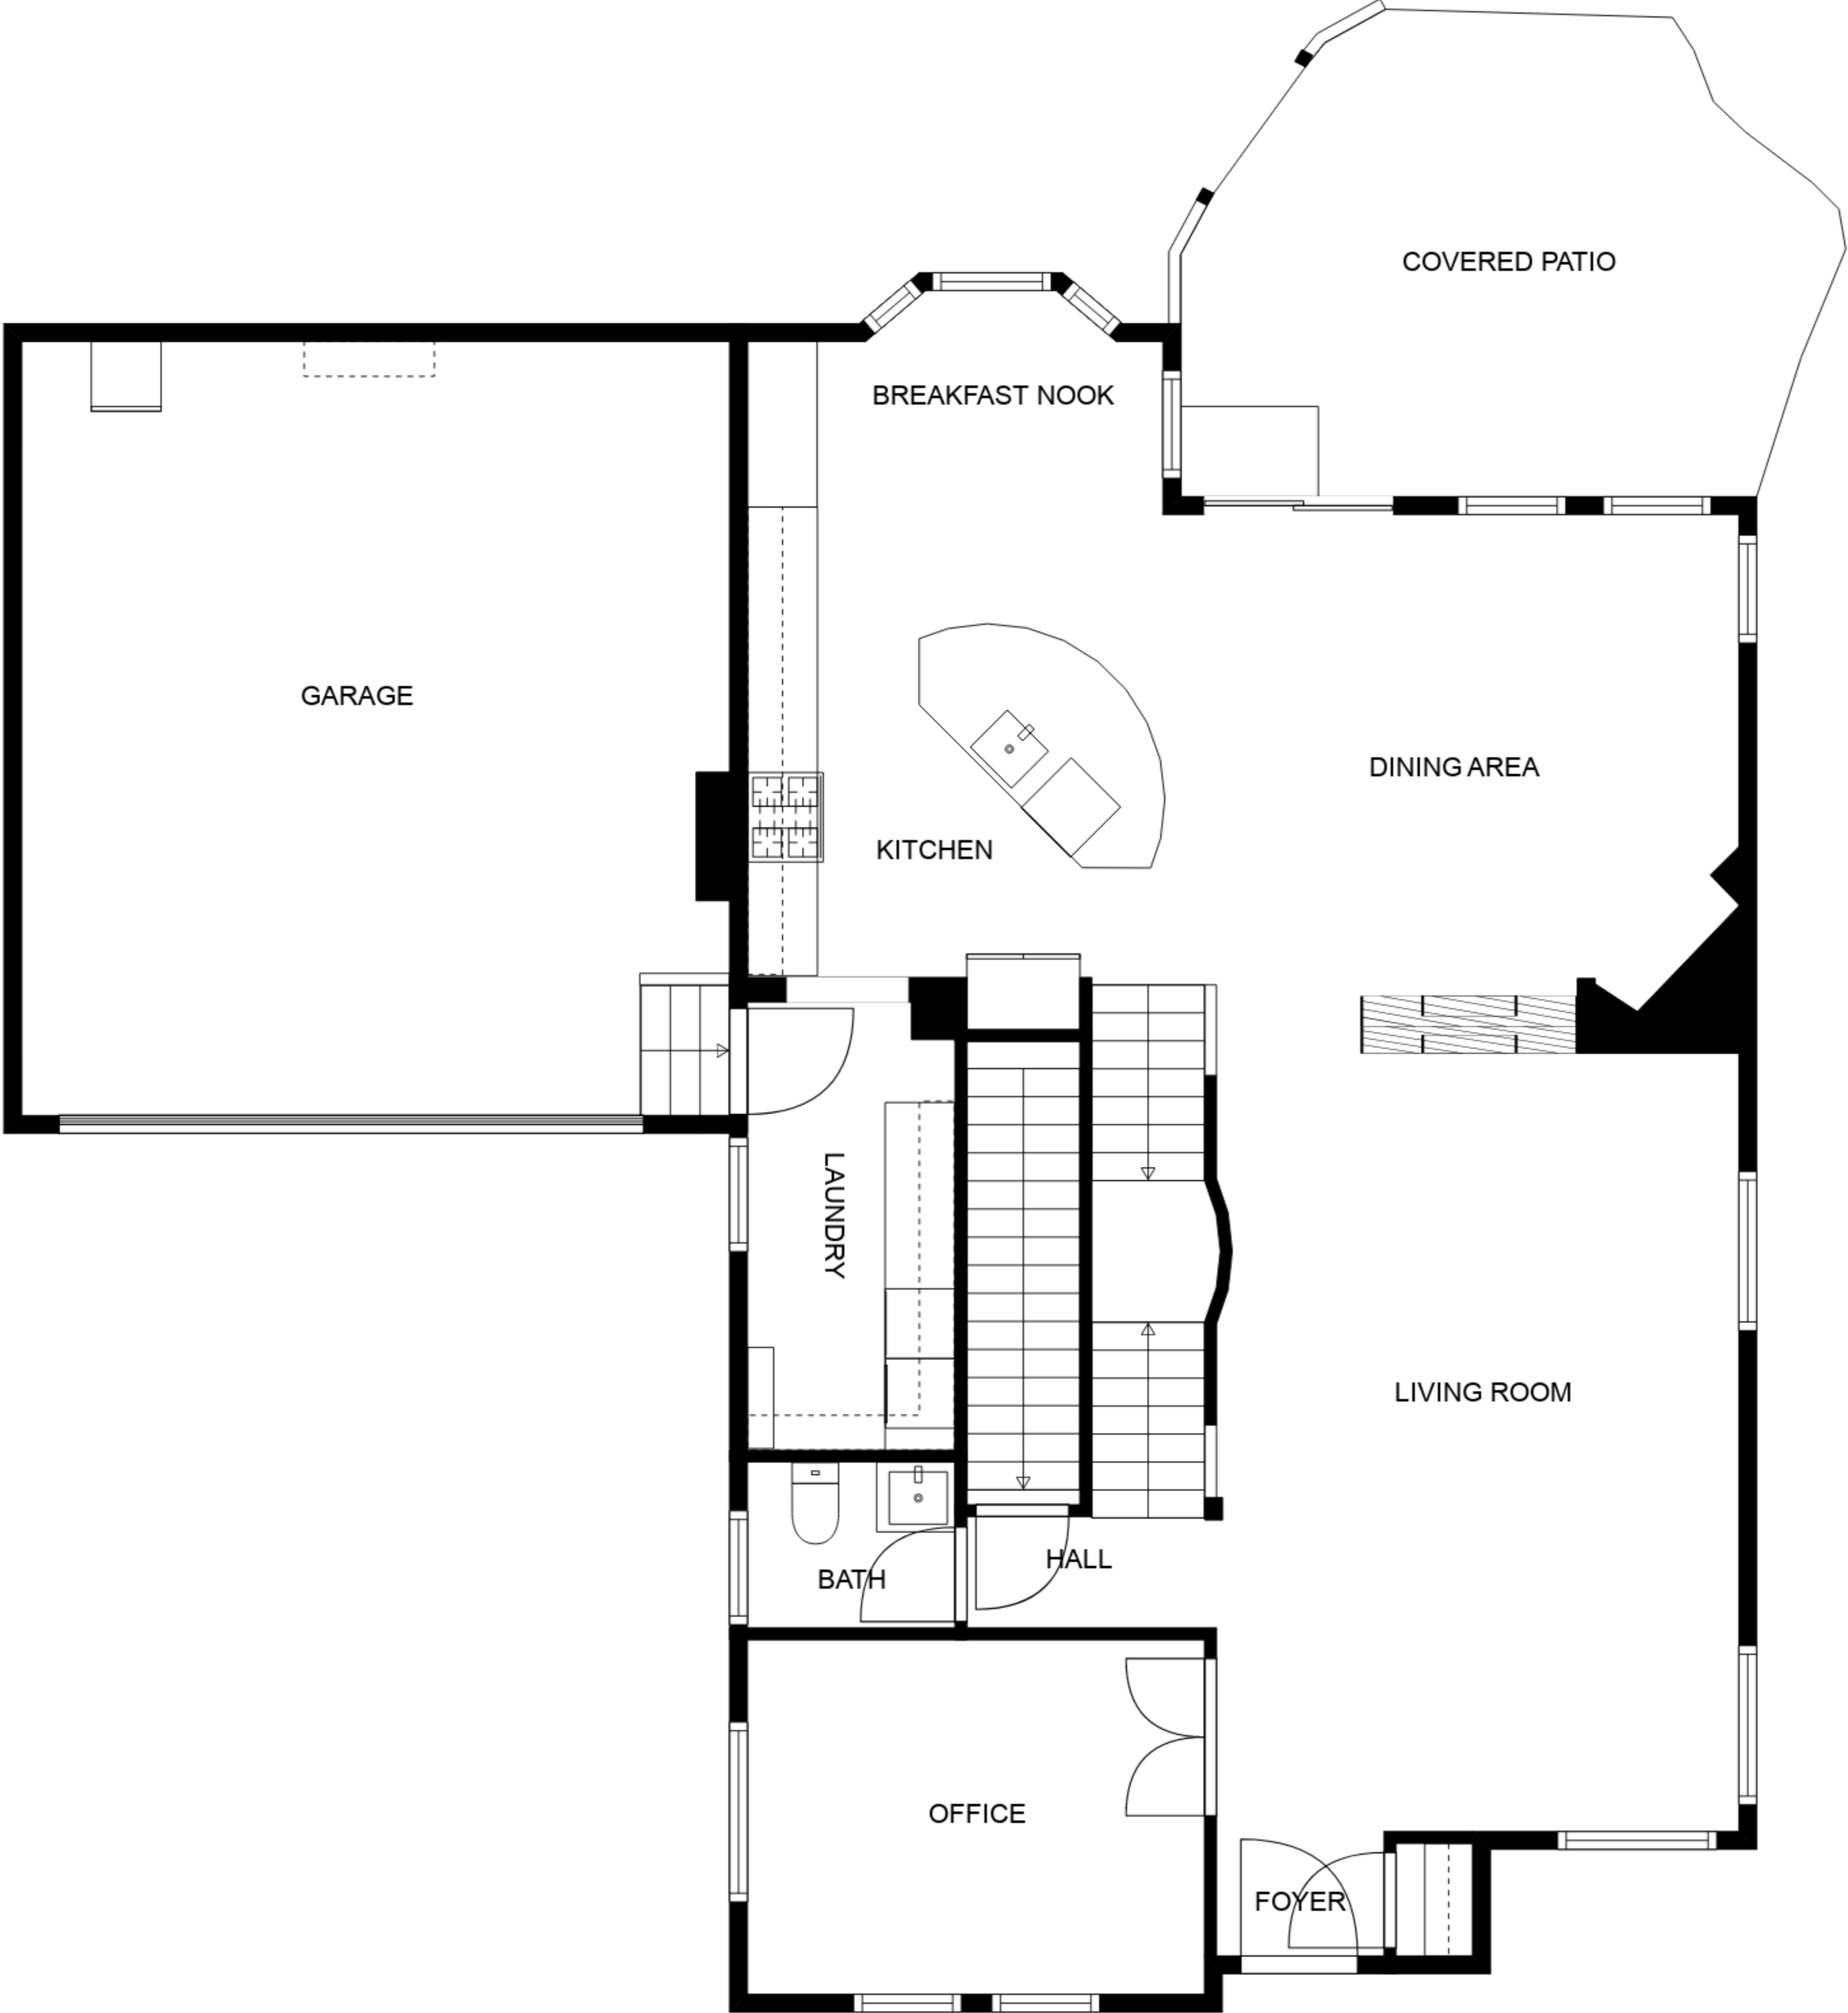 COVERED PATIO
BREAKFAST NOOK
GARAGE
DINING AREA
KITCHEN
LAUNDRY
LIVING ROOM
HALL
BATH
OFFICE
FOYER